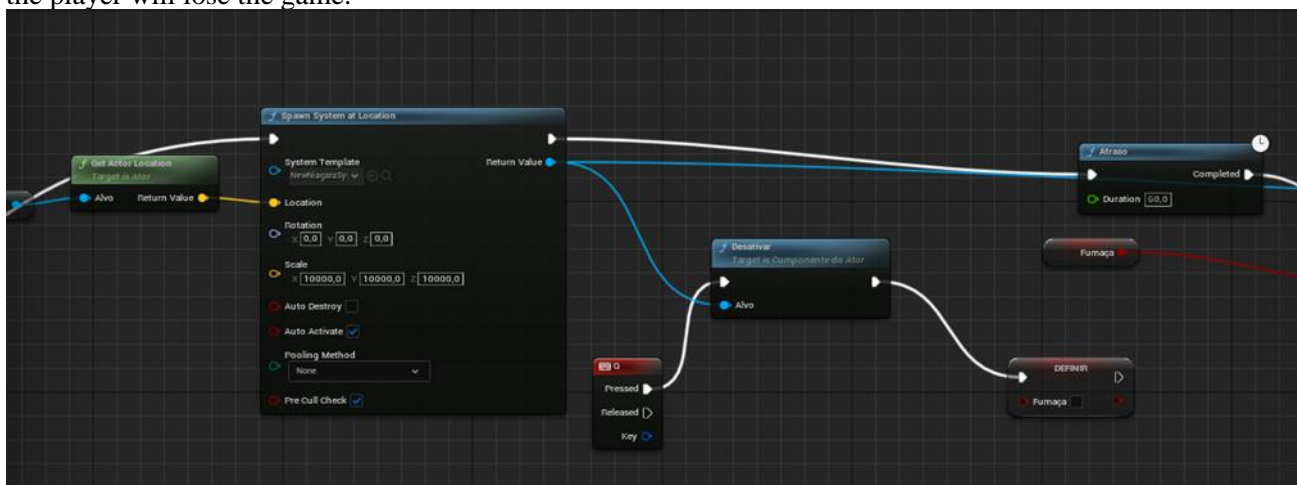 the player will lose the game.
Get Actor Location
Target is Ator
Alvo Return Value
Spawn System at Location
System Template
NewNiagaraSy
Return Value
Location
Rotation
X 0,0 Y 0,0 Z 0,0
Scale
X 10000,0 Y 10000,0 Z 10000,0
Auto Destroy
Auto Activate
Pooling Method
None
Pre Cull Check
Q
Pressed
Released
Key
Desativar
Target is Componente do Ator
Alvo
Atraso
Completed
Duration 60,0
Fumaça
DEFINIR
Fumaça